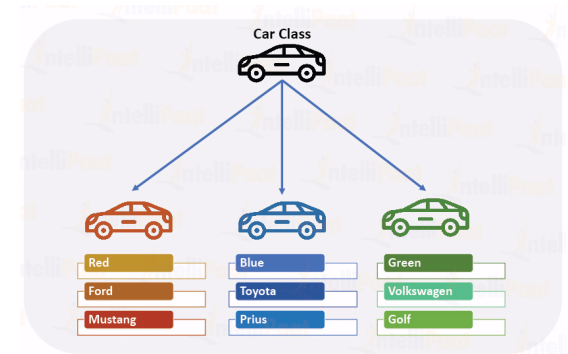 Car Class
Red
Blue
Green
Ford
Toyota
Volkswagen
Mustang
Prius
Golf